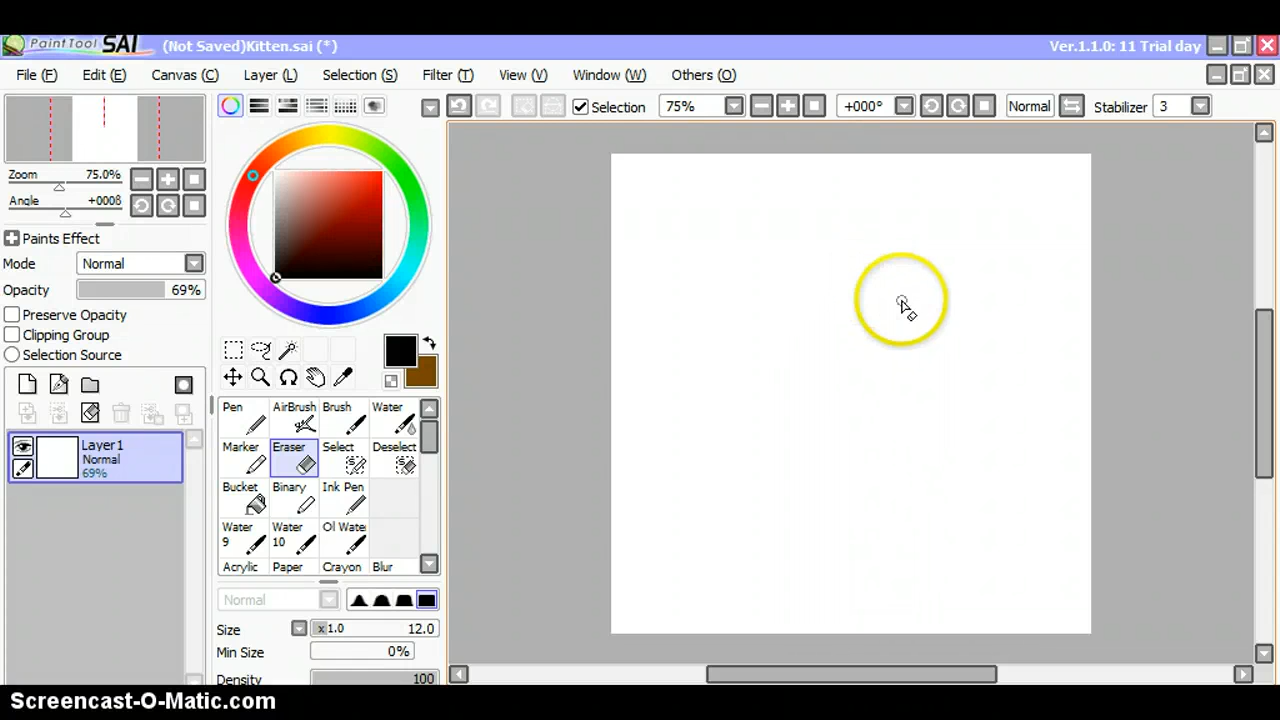 PaintTool SAI (Not Saved)Kitten.sai (*) Ver.1.1.0: 11 Trial day
File (F) Edit (E) Canvas (C) Layer (L) Selection (S) Filter (T) View (V) Window (W) Others (O)
Selection 75% +000° Normal Stabilizer 3
Zoom 75.0%
Angle +000ß
Paints Effect
Mode Normal
Opacity 69%
Preserve Opacity
Clipping Group
Selection Source
Layer1
Normal
69%
Pen AirBrush Brush Water
Marker Eraser Select Deselect
Bucket Binary Ink Pen
Water Water Ol Wate
9 10
Acrylic Paper Crayon Blur
Normal
Size x1.0 12.0
Min Size 0%
Density 100
Screencast-O-Matic.com